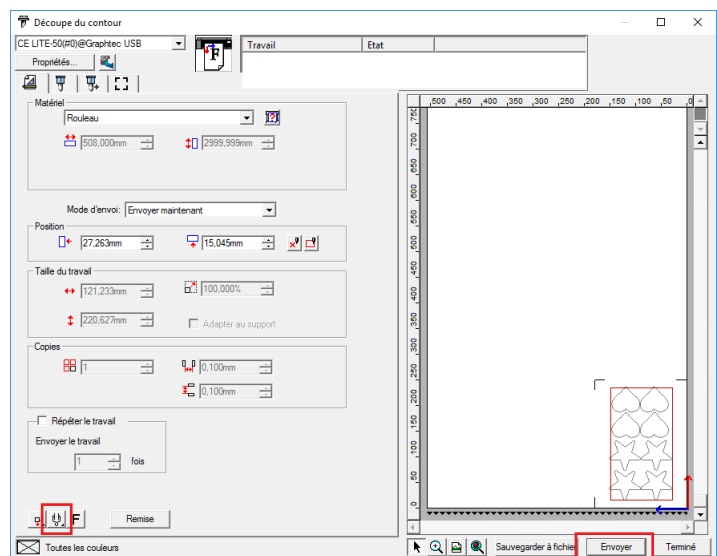 Découpe du contour
CE LITE-50(#0)@Graphtec USB
Travail Etat
Propriétés...
F
Matériel
Rouleau
508,000mm 2999,999mm
Mode d'envoi: Envoyer maintenant
Position
27,263mm 15,045mm
Taille du travail
121,233mm 100,000%
220,627mm Adapter au support
Copies
1 0,100mm
0,100mm
Répéter le travail
Envoyer le travail
1 fois
F Remise
Toutes les couleurs
500 450 400 350 300 250 200 150 100 50 0
750
700
650
600
550
500
450
400
350
300
250
200
150
100
50
0
Sauvegarder à fichier Envoyer Terminé